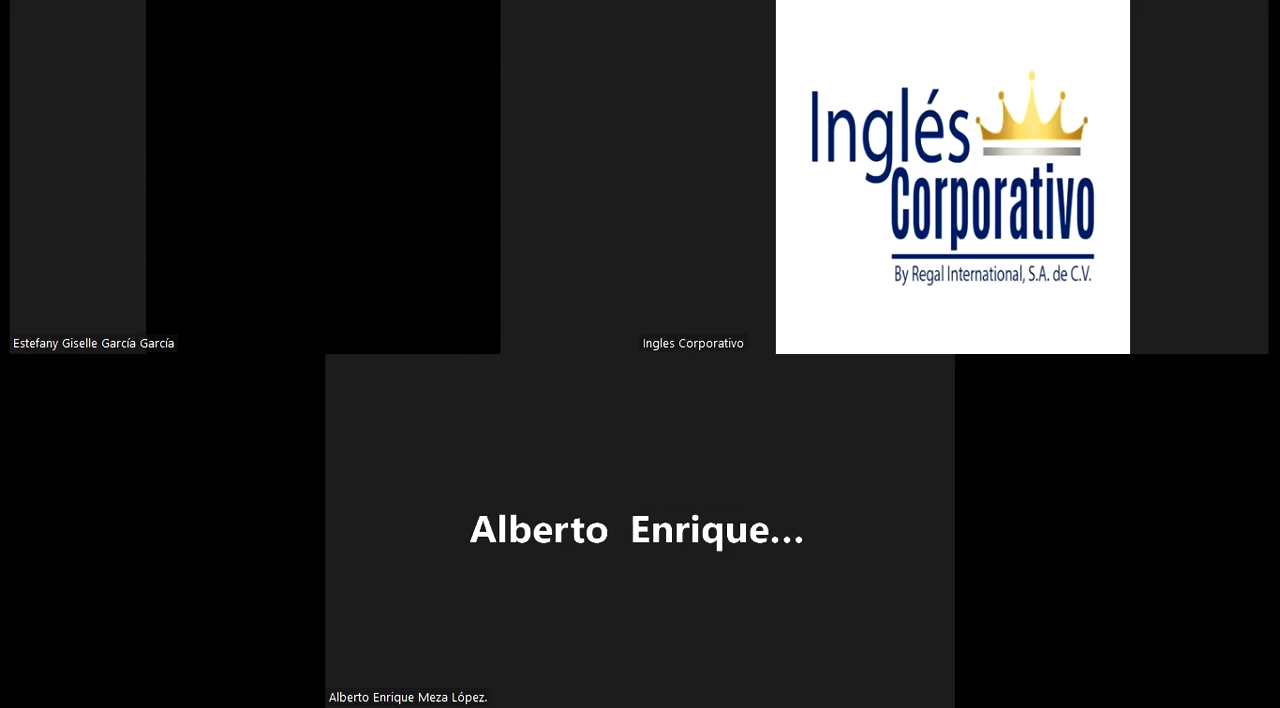 Inglés
Corporativo
By Regal International, S.A. de C.V.
Estefany Giselle García García
Ingles Corporativo
Alberto Enrique...
Alberto Enrique Meza López.